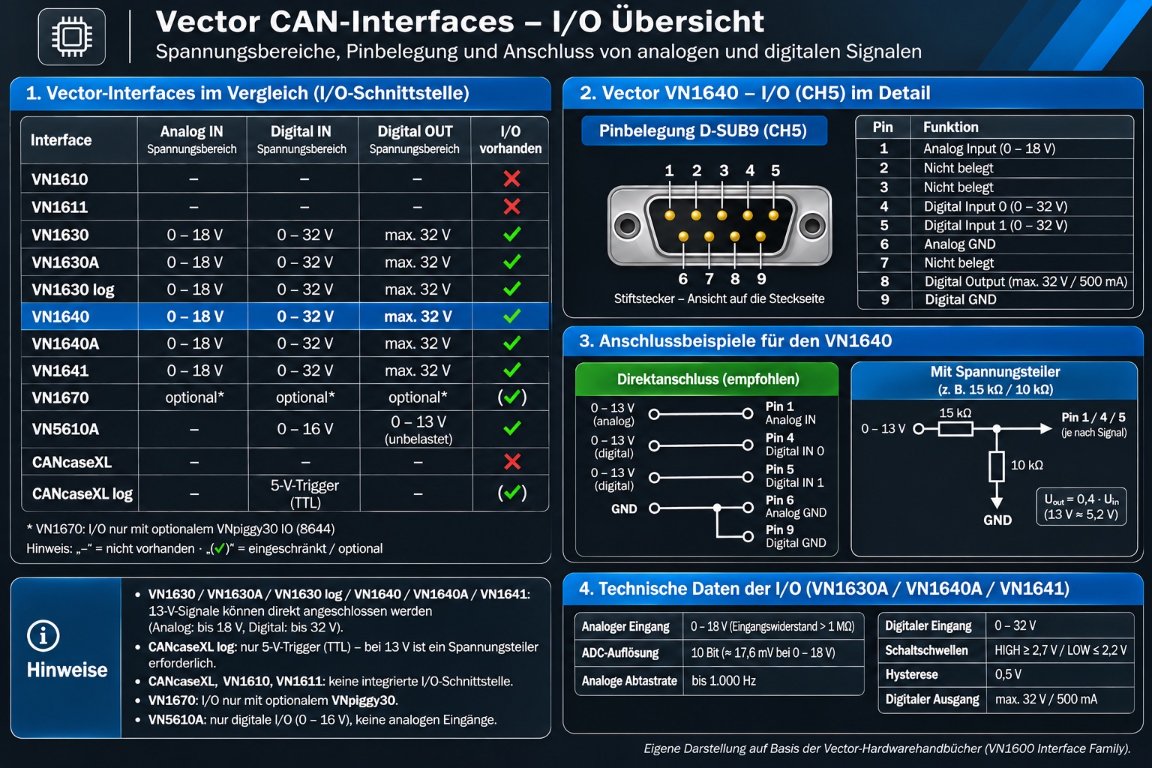 Vector CAN-Interfaces – I/O Übersicht
Spannungsbereiche, Pinbelegung und Anschluss von analogen und digitalen Signalen
1. Vector-Interfaces im Vergleich (I/O-Schnittstelle)
Interface Analog IN Spannungsbereich Digital IN Spannungsbereich Digital OUT Spannungsbereich I/O vorhanden
VN1610 – – – ❌
VN1611 – – – ❌
VN1630 0 – 18 V 0 – 32 V max. 32 V ✔
VN1630A 0 – 18 V 0 – 32 V max. 32 V ✔
VN1630 log 0 – 18 V 0 – 32 V max. 32 V ✔
VN1640 0 – 18 V 0 – 32 V max. 32 V ✔
VN1640A 0 – 18 V 0 – 32 V max. 32 V ✔
VN1641 0 – 18 V 0 – 32 V max. 32 V ✔
VN1670 optional* optional* optional* (✔)
VN5610A – 0 – 16 V 0 – 13 V (unbelastet) ✔
CANcaseXL – – – ❌
CANcaseXL log – 5-V-Trigger (TTL) – (✔)
* VN1670: I/O nur mit optionalem VNpiggy30 IO (8644)
Hinweis: „–“ = nicht vorhanden · „(✔)“ = eingeschränkt / optional
Hinweise
• VN1630 / VN1630A / VN1630 log / VN1640 / VN1640A / VN1641:
13-V-Signale können direkt angeschlossen werden
(Analog: bis 18 V, Digital: bis 32 V).
• CANcaseXL log: nur 5-V-Trigger (TTL) – bei 13 V ist ein Spannungsteiler
erforderlich.
• CANcaseXL, VN1610, VN1611: keine integrierte I/O-Schnittstelle.
• VN1670: I/O nur mit optionalem VNpiggy30.
• VN5610A: nur digitale I/O (0 – 16 V), keine analogen Eingänge.
2. Vector VN1640 – I/O (CH5) im Detail
Pinbelegung D-SUB9 (CH5)
1 2 3 4 5
6 7 8 9
Stiftstecker – Ansicht auf die Steckseite
Pin Funktion
1 Analog Input (0 – 18 V)
2 Nicht belegt
3 Nicht belegt
4 Digital Input 0 (0 – 32 V)
5 Digital Input 1 (0 – 32 V)
6 Analog GND
7 Nicht belegt
8 Digital Output (max. 32 V / 500 mA)
9 Digital GND
3. Anschlussbeispiele für den VN1640
Direktanschluss (empfohlen)
0 – 13 V Pin 1
(analog) Analog IN
0 – 13 V Pin 4
(digital) Digital IN 0
0 – 13 V Pin 5
(digital) Digital IN 1
GND Pin 6
Analog GND
Pin 9
Digital GND
Mit Spannungsteiler
(z. B. 15 kΩ / 10 kΩ)
15 kΩ
0 – 13 V
Pin 1 / 4 / 5
(je nach Signal)
10 kΩ
GND
Uout = 0,4 · Uin
(13 V ≈ 5,2 V)
4. Technische Daten der I/O (VN1630A / VN1640A / VN1641)
Analoger Eingang 0 – 18 V (Eingangswiderstand > 1 MΩ)
ADC-Auflösung 10 Bit (≈ 17,6 mV bei 0 – 18 V)
Analoge Abtastrate bis 1.000 Hz
Digitaler Eingang 0 – 32 V
Schaltschwellen HIGH ≥ 2,7 V / LOW ≤ 2,2 V
Hysterese 0,5 V
Digitaler Ausgang max. 32 V / 500 mA
Eigene Darstellung auf Basis der Vector-Hardwarehandbücher (VN1600 Interface Family).